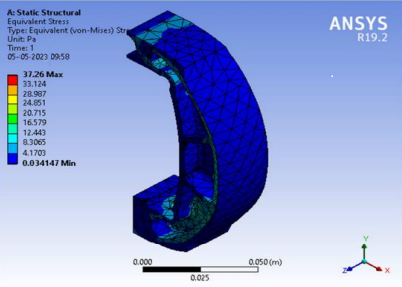 A: Static Structural
Equivalent Stress
Type: Equivalent (von-Mises) Str
Unit: Pa
Time: 1
05-05-2023 09:58
37.26 Max
33.124
28.987
24.851
20.715
16.579
12.443
8.3065
4.1703
0.034147 Min
ANSYS
R19.2
0.000
0.050 (m)
0.025
Y
Z
X